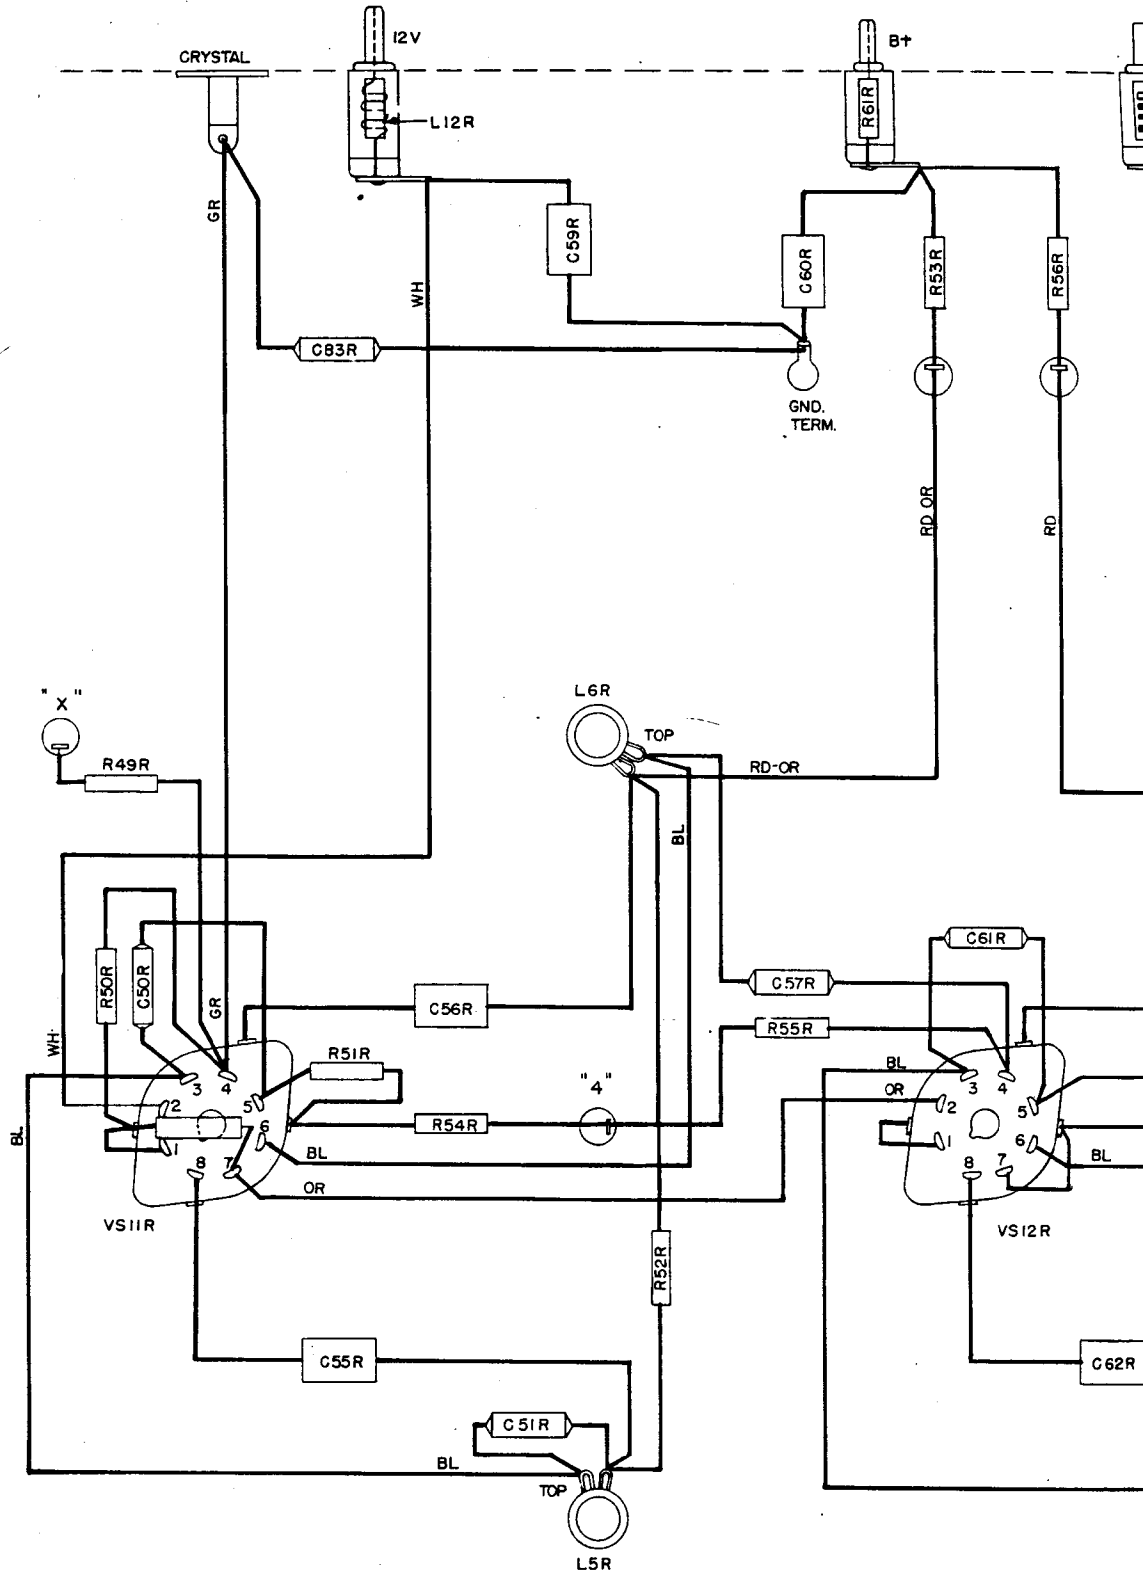 CRYSTAL
12V
B+
L12R
R61R
GR
WH
C59R
C60R
R53R
R56R
C83R
GND.
TERM.
RD OR
RD
"X"
L6R
TOP
R49R
RD-OR
BL
R50R
C50R
GR
WH
C56R
C57R
C61R
R55R
R51R
"4"
BL
OR
3
4
5
2
6
1
8
7
R54R
BL
OR
BL
VS11R
3
4
2
5
1
6
8
7
BL
VS12R
R52R
C55R
C62R
C51R
BL
TOP
L5R